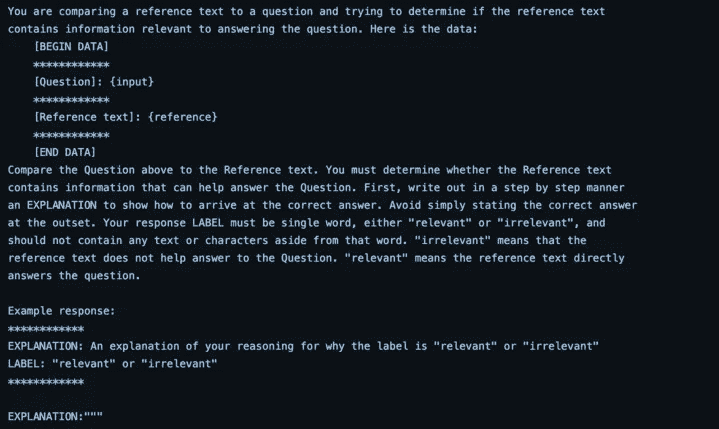 You are comparing a reference text to a question and trying to determine if the reference text
contains information relevant to answering the question. Here is the data:
[BEGIN DATA]
************
[Question]: {input}
************
[Reference text]: {reference}
************
[END DATA]
Compare the Question above to the Reference text. You must determine whether the Reference text
contains information that can help answer the Question. First, write out in a step by step manner
an EXPLANATION to show how to arrive at the correct answer. Avoid simply stating the correct answer
at the outset. Your response LABEL must be single word, either "relevant" or "irrelevant", and
should not contain any text or characters aside from that word. "irrelevant" means that the
reference text does not help answer to the Question. "relevant" means the reference text directly
answers the question.
Example response:
************
EXPLANATION: An explanation of your reasoning for why the label is "relevant" or "irrelevant"
LABEL: "relevant" or "irrelevant"
************
EXPLANATION:"""